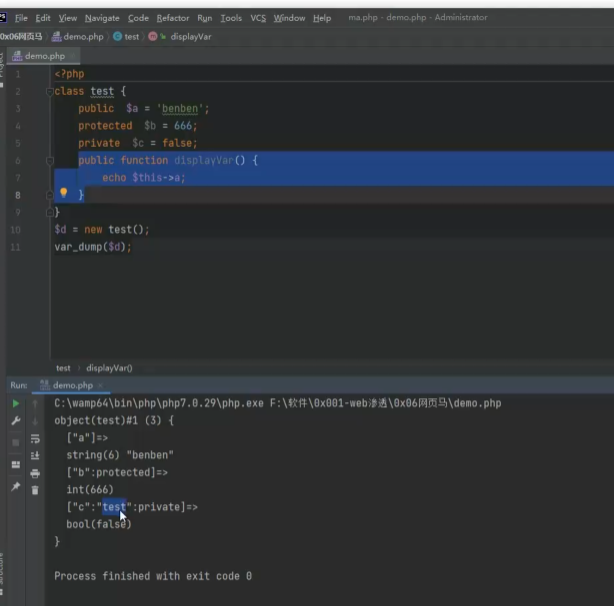 File Edit View Navigate Code Refactor Run Tools VCS Window Help ma.php - demo.php - Administrator
0x06网页马 demo.php test displayVar
demo.php
1 <?php
2 class test {
3 public $a = 'benben';
4 protected $b = 666;
5 private $c = false;
6 public function displayVar() {
7 echo $this->a;
8 }
9 }
10 $d = new test();
11 var_dump($d);
test displayVar()
Run: demo.php
C:\wamp64\bin\php\php7.0.29\php.exe F:\软件\0x001-web渗透\0x06网页马\demo.php
object(test)#1 (3) {
["a"]=>
string(6) "benben"
["b":protected]=>
int(666)
["c":"test":private]=>
bool(false)
}
Process finished with exit code 0